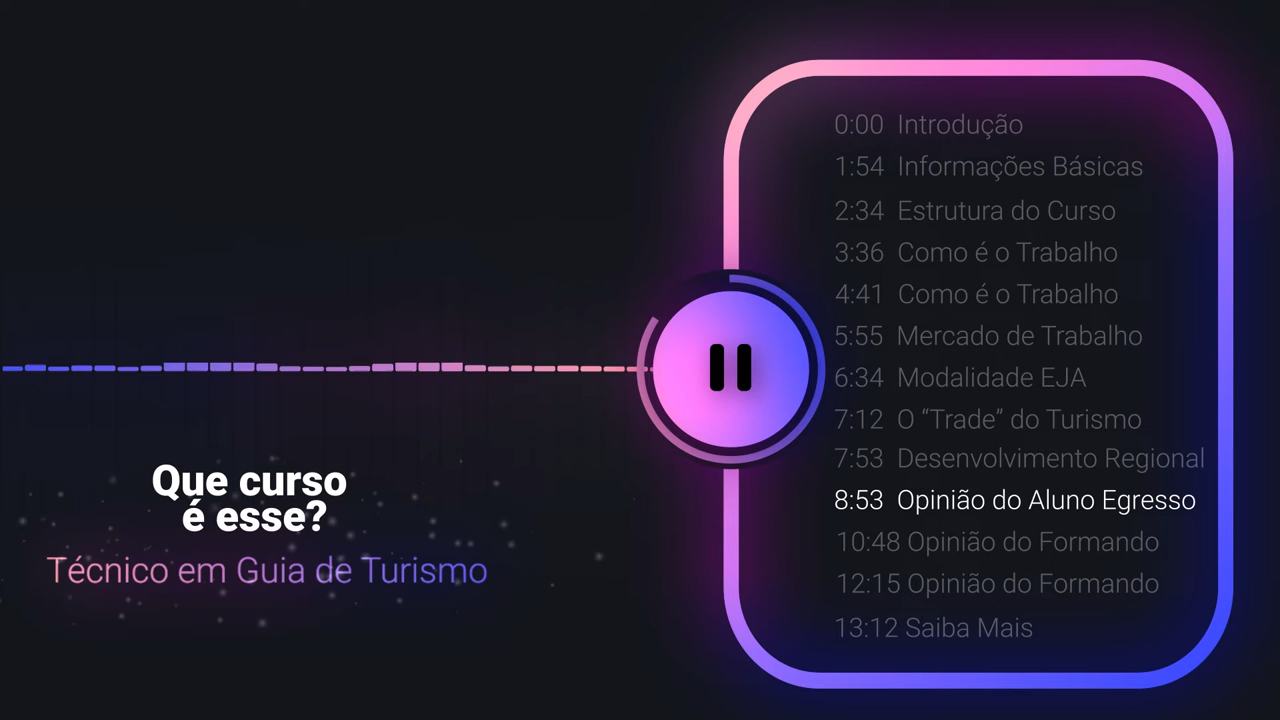 Que curso
é esse?
Técnico em Guia de Turismo
0:00 Introdução
1:54 Informações Básicas
2:34 Estrutura do Curso
3:36 Como é o Trabalho
4:41 Como é o Trabalho
5:55 Mercado de Trabalho
6:34 Modalidade EJA
7:12 O “Trade” do Turismo
7:53 Desenvolvimento Regional
8:53 Opinião do Aluno Egresso
10:48 Opinião do Formando
12:15 Opinião do Formando
13:12 Saiba Mais